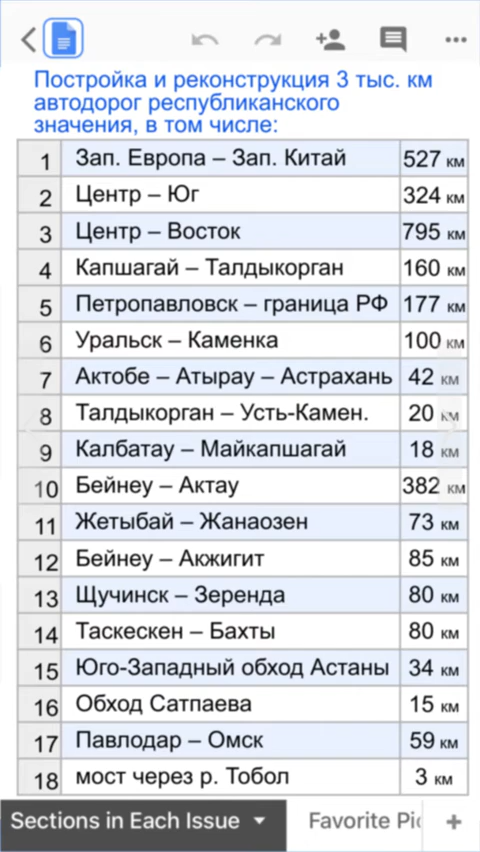 Постройка и реконструкция 3 тыс. км
автодорог республиканского
значения, в том числе:
1 Зап. Европа – Зап. Китай 527 км
2 Центр – Юг 324 км
3 Центр – Восток 795 км
4 Капшагай – Талдыкорган 160 км
5 Петропавловск – граница РФ 177 км
6 Уральск – Каменка 100 км
7 Актобе – Атырау – Астрахань 42 км
8 Талдыкорган – Усть-Камен. 20 км
9 Калбатау – Майкапшагай 18 км
10 Бейнеу – Актау 382 км
11 Жетыбай – Жанаозен 73 км
12 Бейнеу – Акжигит 85 км
13 Щучинск – Зеренда 80 км
14 Таскескен – Бахты 80 км
15 Юго-Западный обход Астаны 34 км
16 Обход Сатпаева 15 км
17 Павлодар – Омск 59 км
18 мост через р. Тобол 3 км
Sections in Each Issue Favorite Pic +